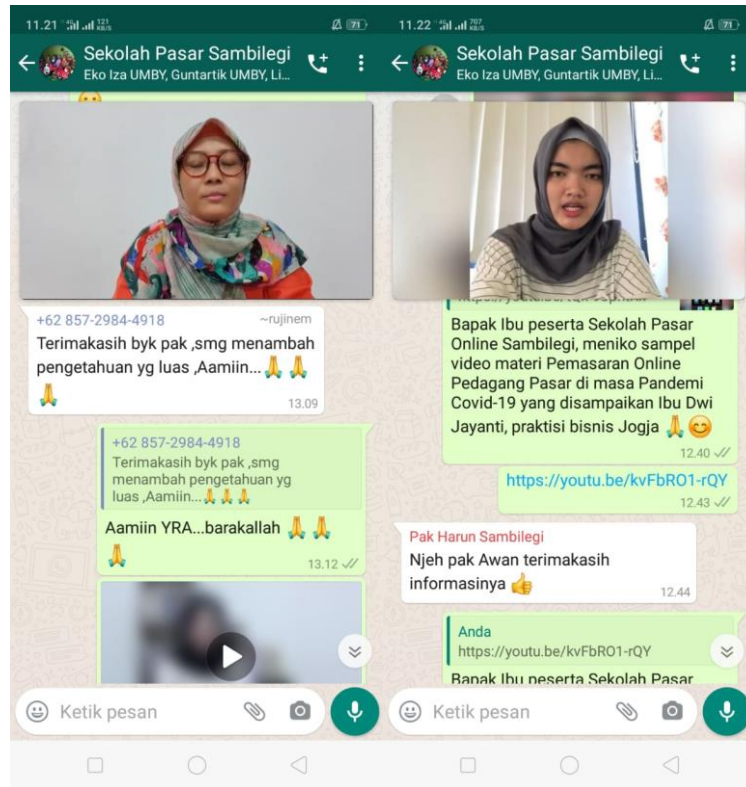 11.21 121 KB/S 71
Sekolah Pasar Sambilegi
Eko Iza UMBY, Guntartik UMBY, Li...
+62 857-2984-4918 ~rujinem
Terimakasih byk pak ,smg menambah
pengetahuan yg luas ,Aamiin...🙏🙏
🙏
13.09
+62 857-2984-4918
Terimakasih byk pak ,smg
menambah pengetahuan yg
luas ,Aamiin...🙏🙏🙏
Aamiin YRA...barakallah 🙏🙏
🙏
13.12
Ketik pesan
11.22 707 KB/S 71
Sekolah Pasar Sambilegi
Eko Iza UMBY, Guntartik UMBY, Li...
Bapak Ibu peserta Sekolah Pasar
Online Sambilegi, meniko sampel
video materi Pemasaran Online
Pedagang Pasar di masa Pandemi
Covid-19 yang disampaikan Ibu Dwi
Jayanti, praktisi bisnis Jogja 🙏😊
12.40
https://youtu.be/kvFbRO1-rQY
12.43
Pak Harun Sambilegi
Njeh pak Awan terimakasih
informasinya 👍
12.44
Anda
https://youtu.be/kvFbRO1-rQY
Bapak Ibu peserta Sekolah Pasar
Ketik pesan